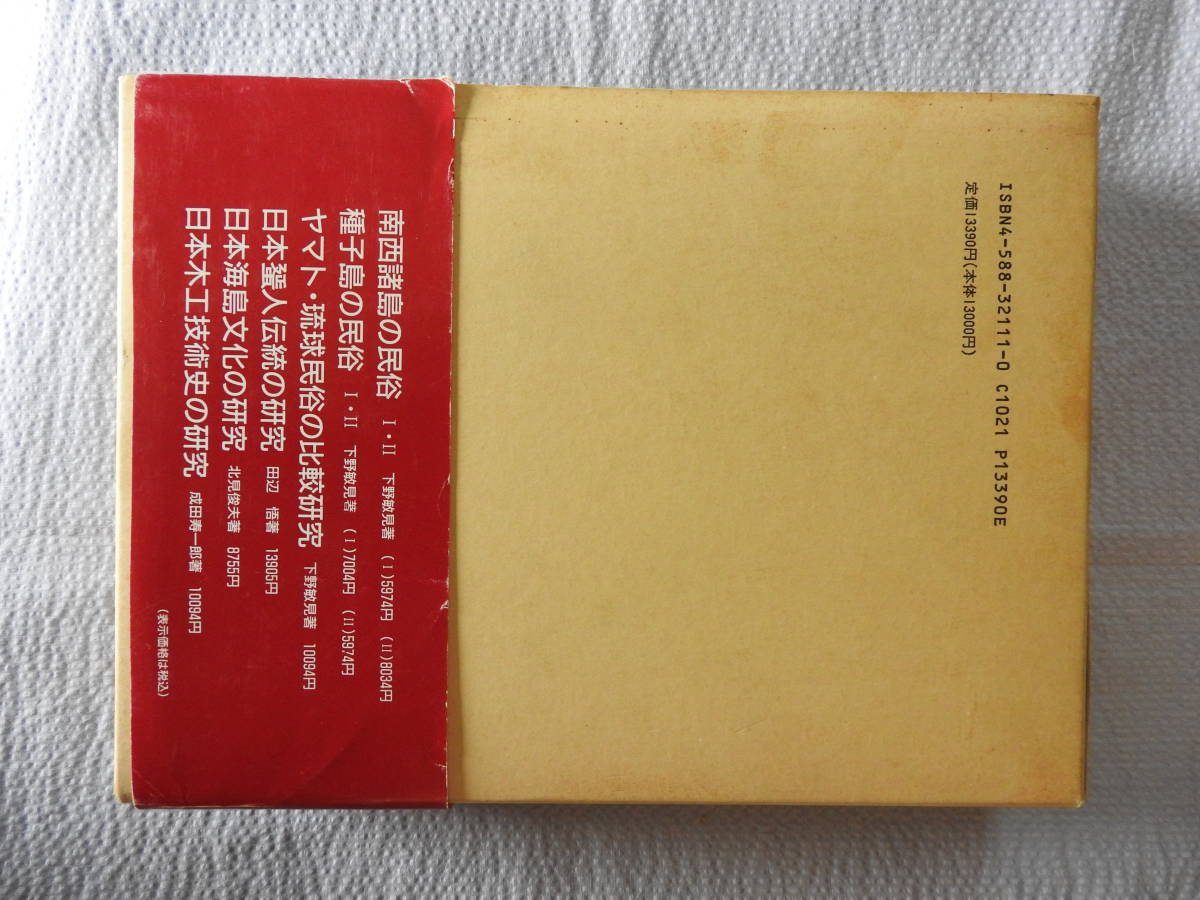 ISBN4-588-32111-0 C1021 P13390E
定価13390円(本体13000円)
南西諸島の民俗 I・II 下野敏見著 (I)5974円 (II)8034円
種子島の民俗 I・II 下野敏見著 (I)7004円 (II)5974円
ヤマト・琉球民俗の比較研究 下野敏見著 10094円
日本蜑人伝統の研究 田辺 悟著 13905円
日本海島文化の研究 北見俊夫著 8755円
日本木工技術史の研究 成田寿一郎著 10094円
(表示価格は税込)